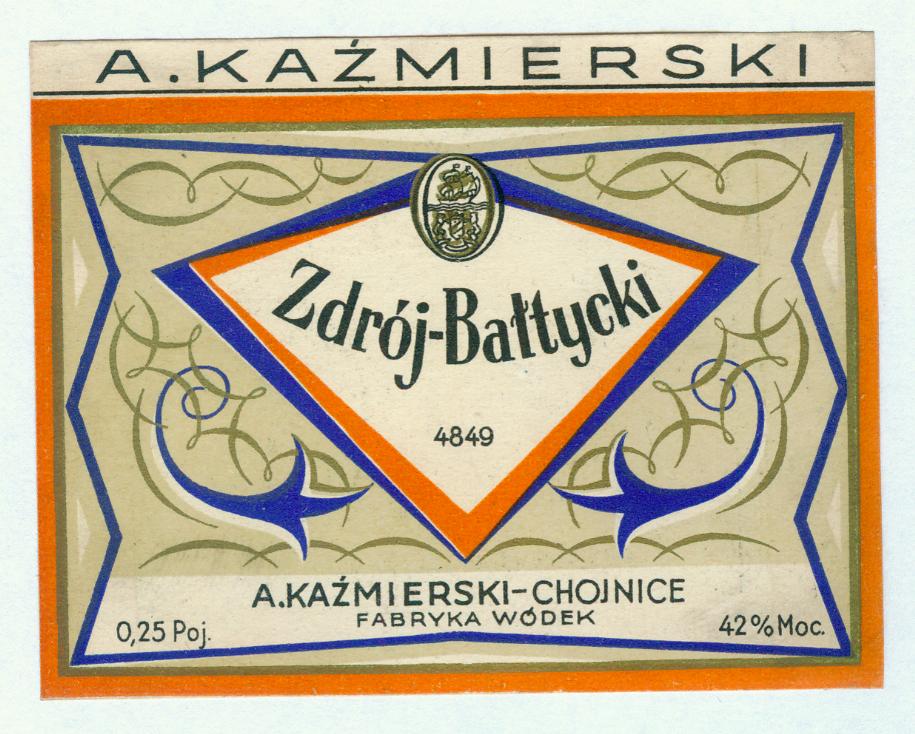 A. KAŹMIERSKI
Zdrój-Bałtycki
4849
A.KAŹMIERSKI-CHOJNICE
FABRYKA WÓDEK
0,25 Poj.
42% Moc.